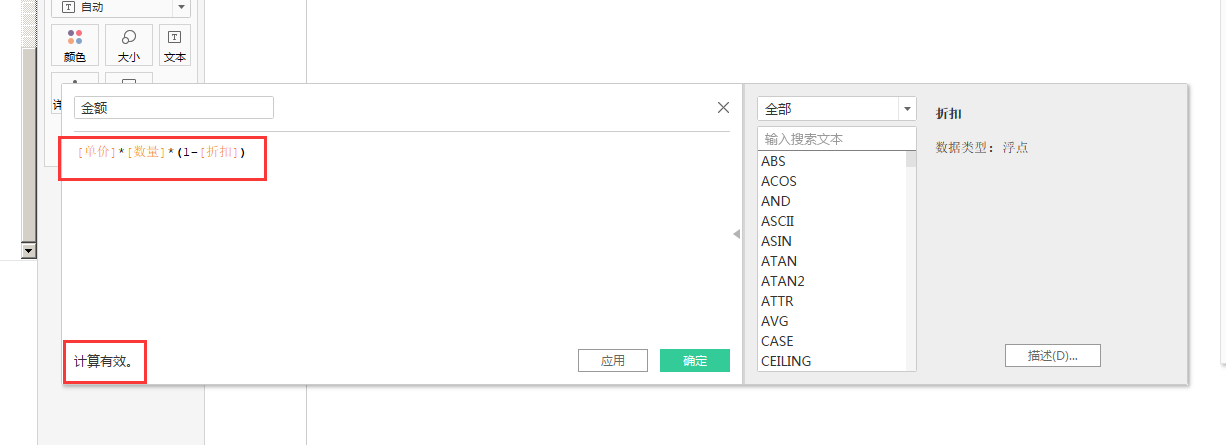 自动
颜色
大小
文本
详
金额
[单价]*[数量]*(1-[折扣])
计算有效。
应用
确定
全部
输入搜索文本
ABS
ACOS
AND
ASCII
ASIN
ATAN
ATAN2
ATTR
AVG
CASE
CEILING
折扣
数据类型: 浮点
描述(D)...